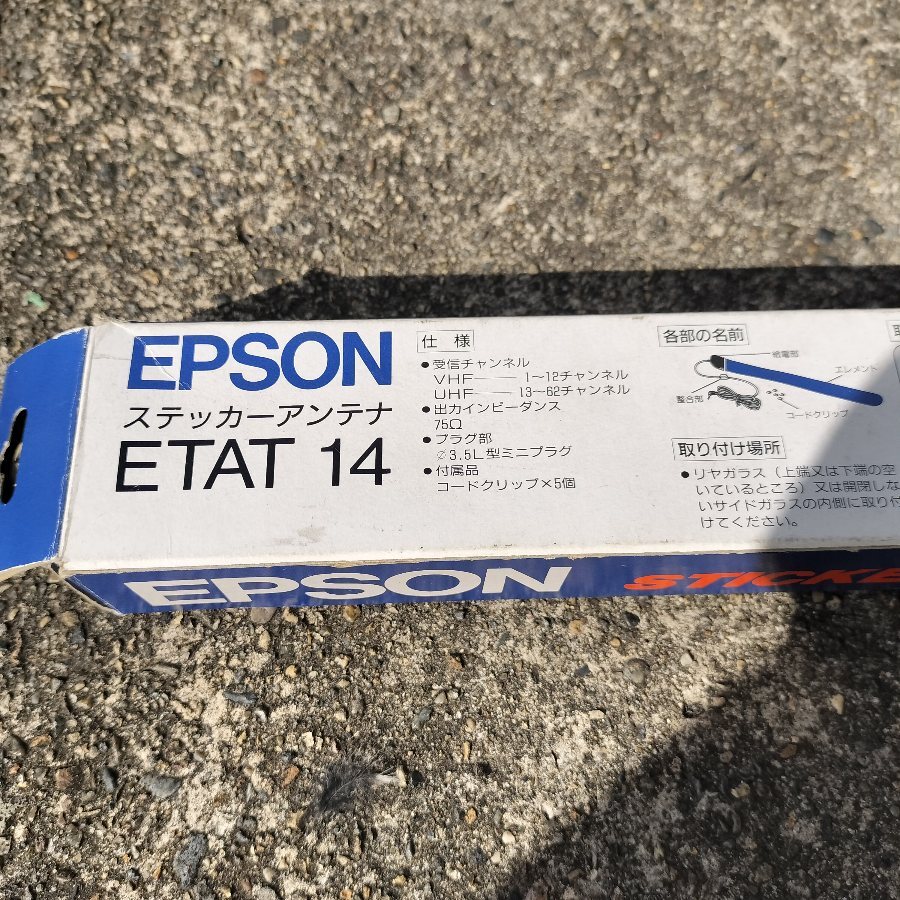 EPSON
ステッカーアンテナ
ETAT 14
仕 様
●受信チャンネル
VHF―― 1~12チャンネル
UHF―― 13~62チャンネル
●出力インピーダンス
75Ω
●プラグ部
∅3.5L型ミニプラグ
●付属品
コードクリップ×5個
各部の名前
給電部
エレメント
整合部
コードクリップ
取り付け場所
●リヤガラス(上端又は下端の空
いているところ)又は開閉しな
いサイドガラスの内側に取り付
けてください。
EPSON STICKE